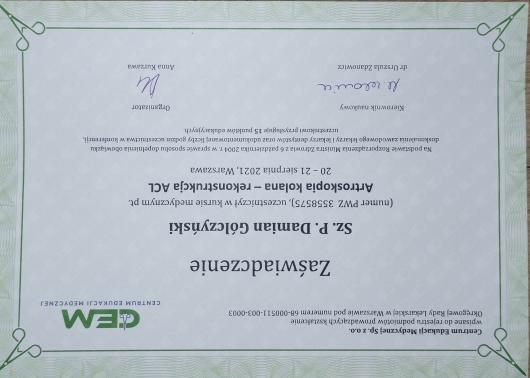 Centrum Edukacji Medycznej Sp. z o.o.
wpisane do rejestru podmiotów prowadzących kształcenie
Okręgowej Rady Lekarskiej w Warszawie pod numerem 68-000511-003-0003
CEM
CENTRUM EDUKACJI MEDYCZNEJ
Zaświadczenie
Sz. P. Damian Gólczyński
(numer PWZ 3558575), uczestniczył w kursie medycznym pt.
Artroskopia kolana – rekonstrukcja ACL
20 – 21 sierpnia 2021, Warszawa
Na podstawie Rozporządzenia Ministra Zdrowia z 6 października 2004 r. w sprawie sposobu dopełnienia obowiązku
doskonalenia zawodowego lekarzy i lekarzy dentystów oraz udokumentowanej liczby godzin uczestnictwa w konferencji,
uczestnikowi przysługuje 15 punktów edukacyjnych.
Kierownik naukowy
Organizator
dr Urszula Zdanowicz
Anna Kurzawa